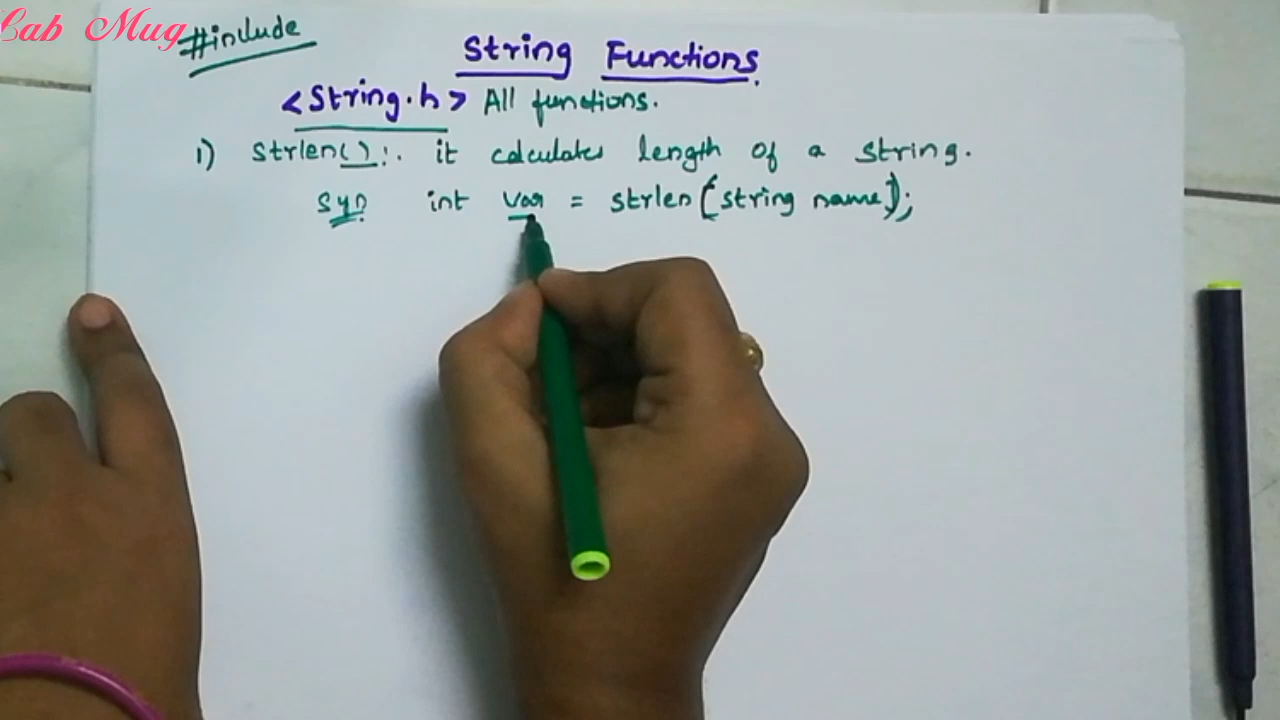 Lab Mug
#include
String Functions
<String.h> All functions.
1) Strlen():. it calculates length of a string.
Syn int var = strlen(string name);